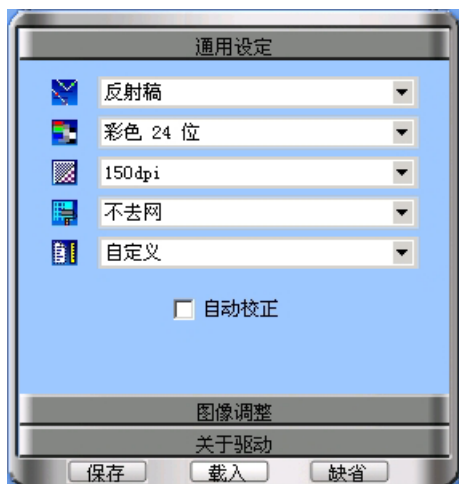 通用设定
反射稿
彩色 24 位
150dpi
不去网
自定义
自动校正
图像调整
关于驱动
保存 载入 缺省